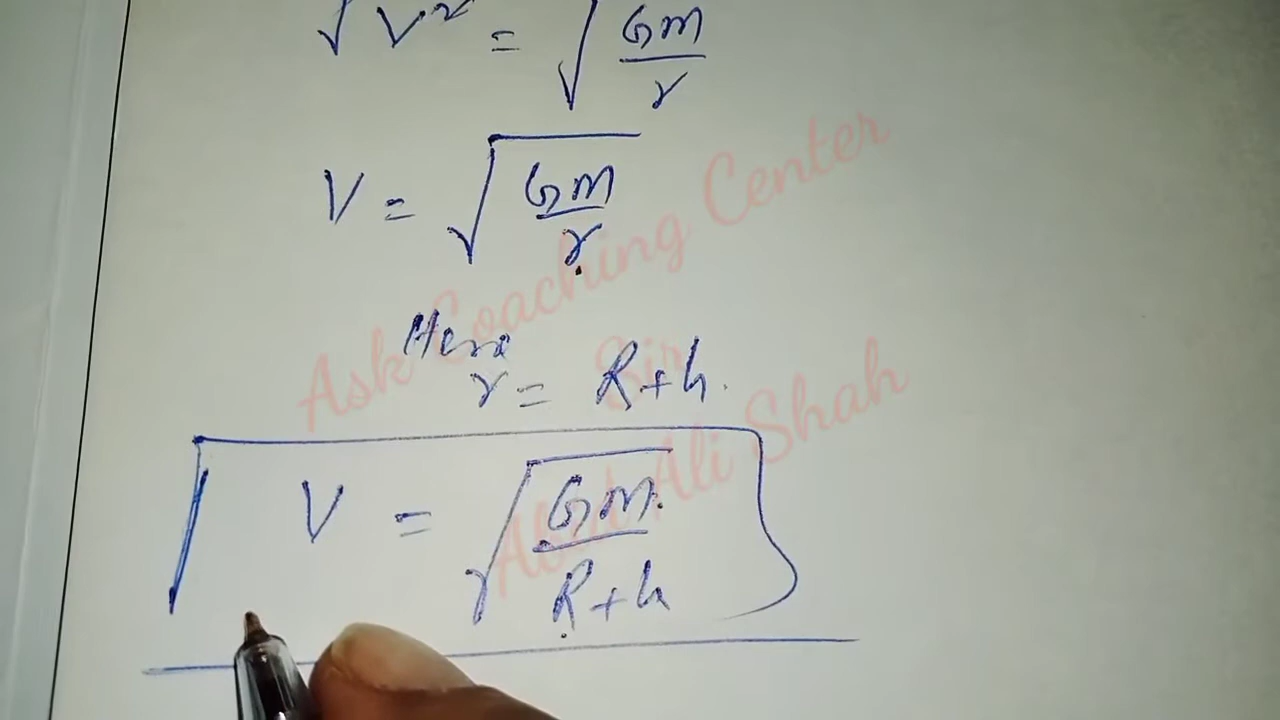 √V² = √Gm/r
V = √Gm/r
Here
r = R+h.
V = √Gm/R+h
Ask Coaching Center
Sir
Abid Ali Shah